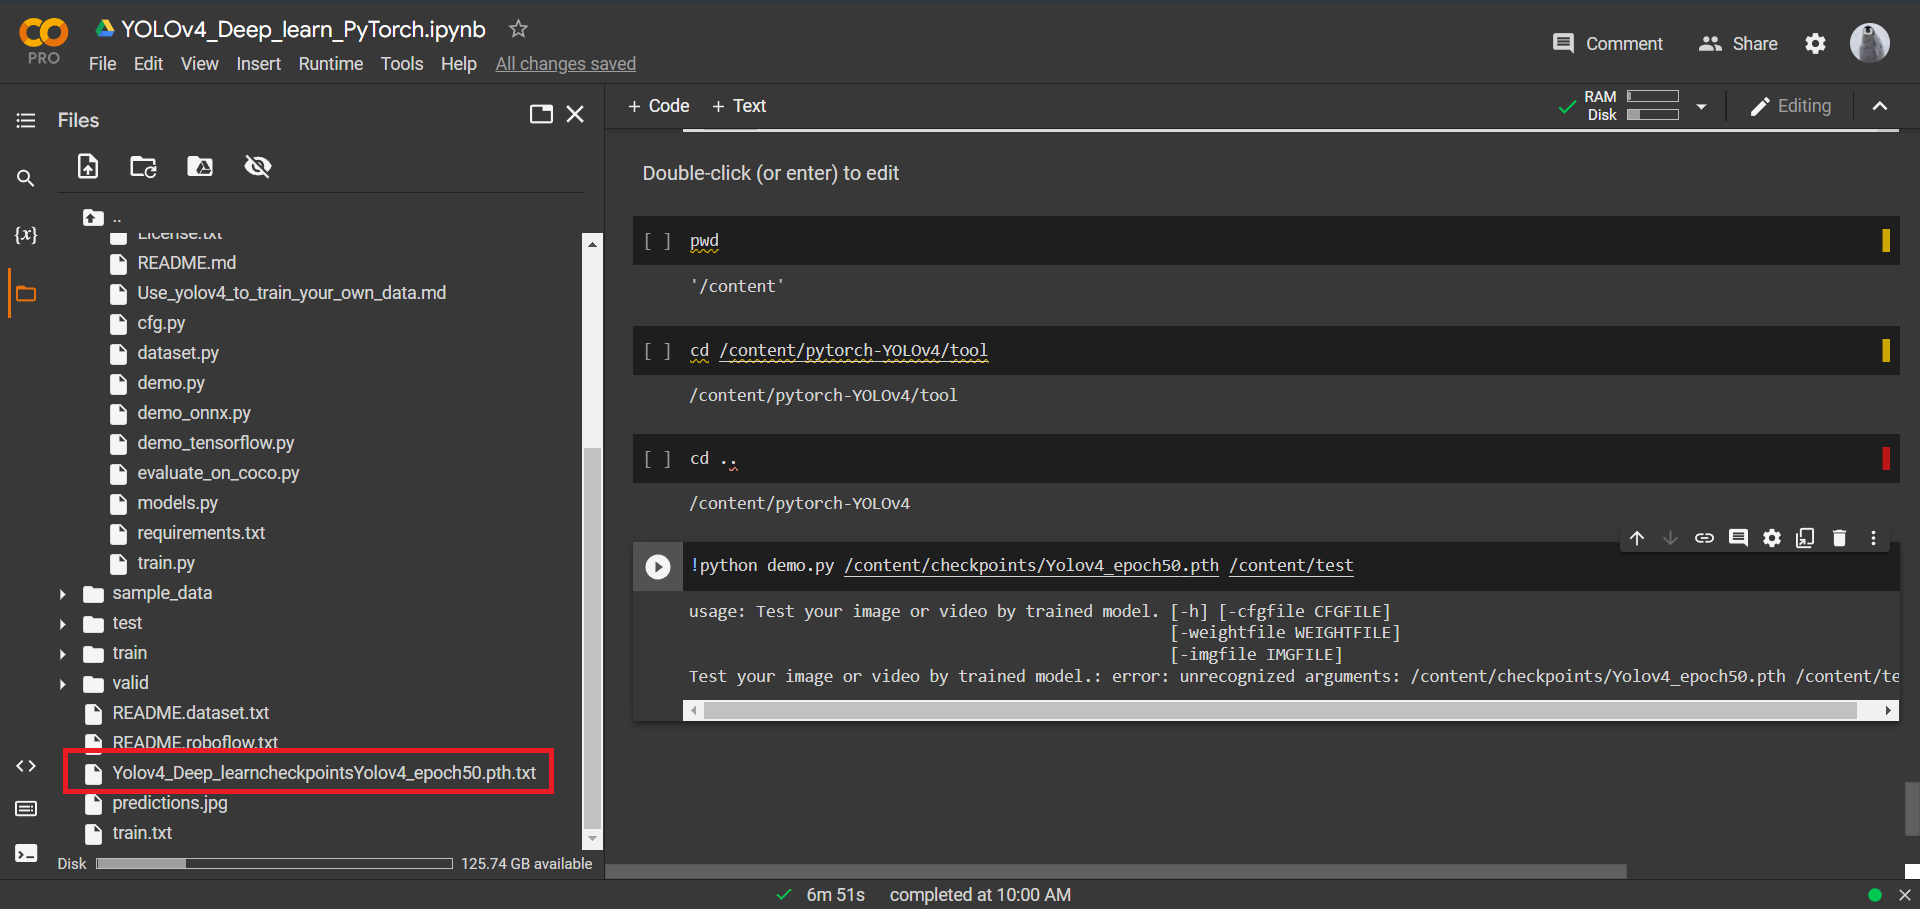 YOLOv4_Deep_learn_PyTorch.ipynb
PRO
File Edit View Insert Runtime Tools Help All changes saved
Comment Share
Files
..
License.txt
README.md
Use_yolov4_to_train_your_own_data.md
cfg.py
dataset.py
demo.py
demo_onnx.py
demo_tensorflow.py
evaluate_on_coco.py
models.py
requirements.txt
train.py
sample_data
test
train
valid
README.dataset.txt
README.roboflow.txt
Yolov4_Deep_learncheckpointsYolov4_epoch50.pth.txt
predictions.jpg
train.txt
Disk 125.74 GB available
{x}
+ Code + Text
RAM
Disk
Editing
Double-click (or enter) to edit
[ ] pwd
'/content'
[ ] cd /content/pytorch-YOLOv4/tool
/content/pytorch-YOLOv4/tool
[ ] cd ..
/content/pytorch-YOLOv4
!python demo.py /content/checkpoints/Yolov4_epoch50.pth /content/test
usage: Test your image or video by trained model. [-h] [-cfgfile CFGFILE]
[-weightfile WEIGHTFILE]
[-imgfile IMGFILE]
Test your image or video by trained model.: error: unrecognized arguments: /content/checkpoints/Yolov4_epoch50.pth /content/te
6m 51s completed at 10:00 AM